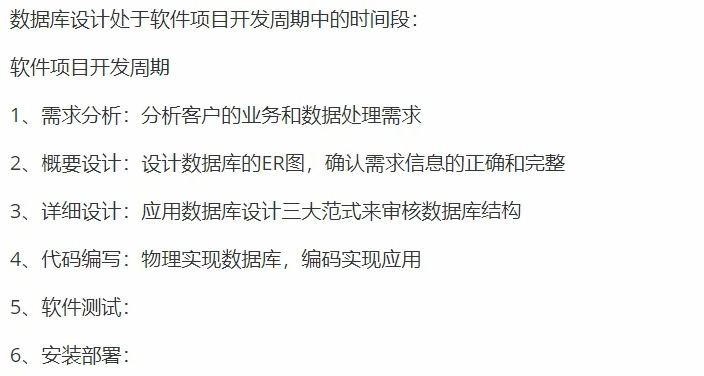 数据库设计处于软件项目开发周期中的时间段：
软件项目开发周期
1、需求分析：分析客户的业务和数据处理需求
2、概要设计：设计数据库的ER图，确认需求信息的正确和完整
3、详细设计：应用数据库设计三大范式来审核数据库结构
4、代码编写：物理实现数据库，编码实现应用
5、软件测试：
6、安装部署：